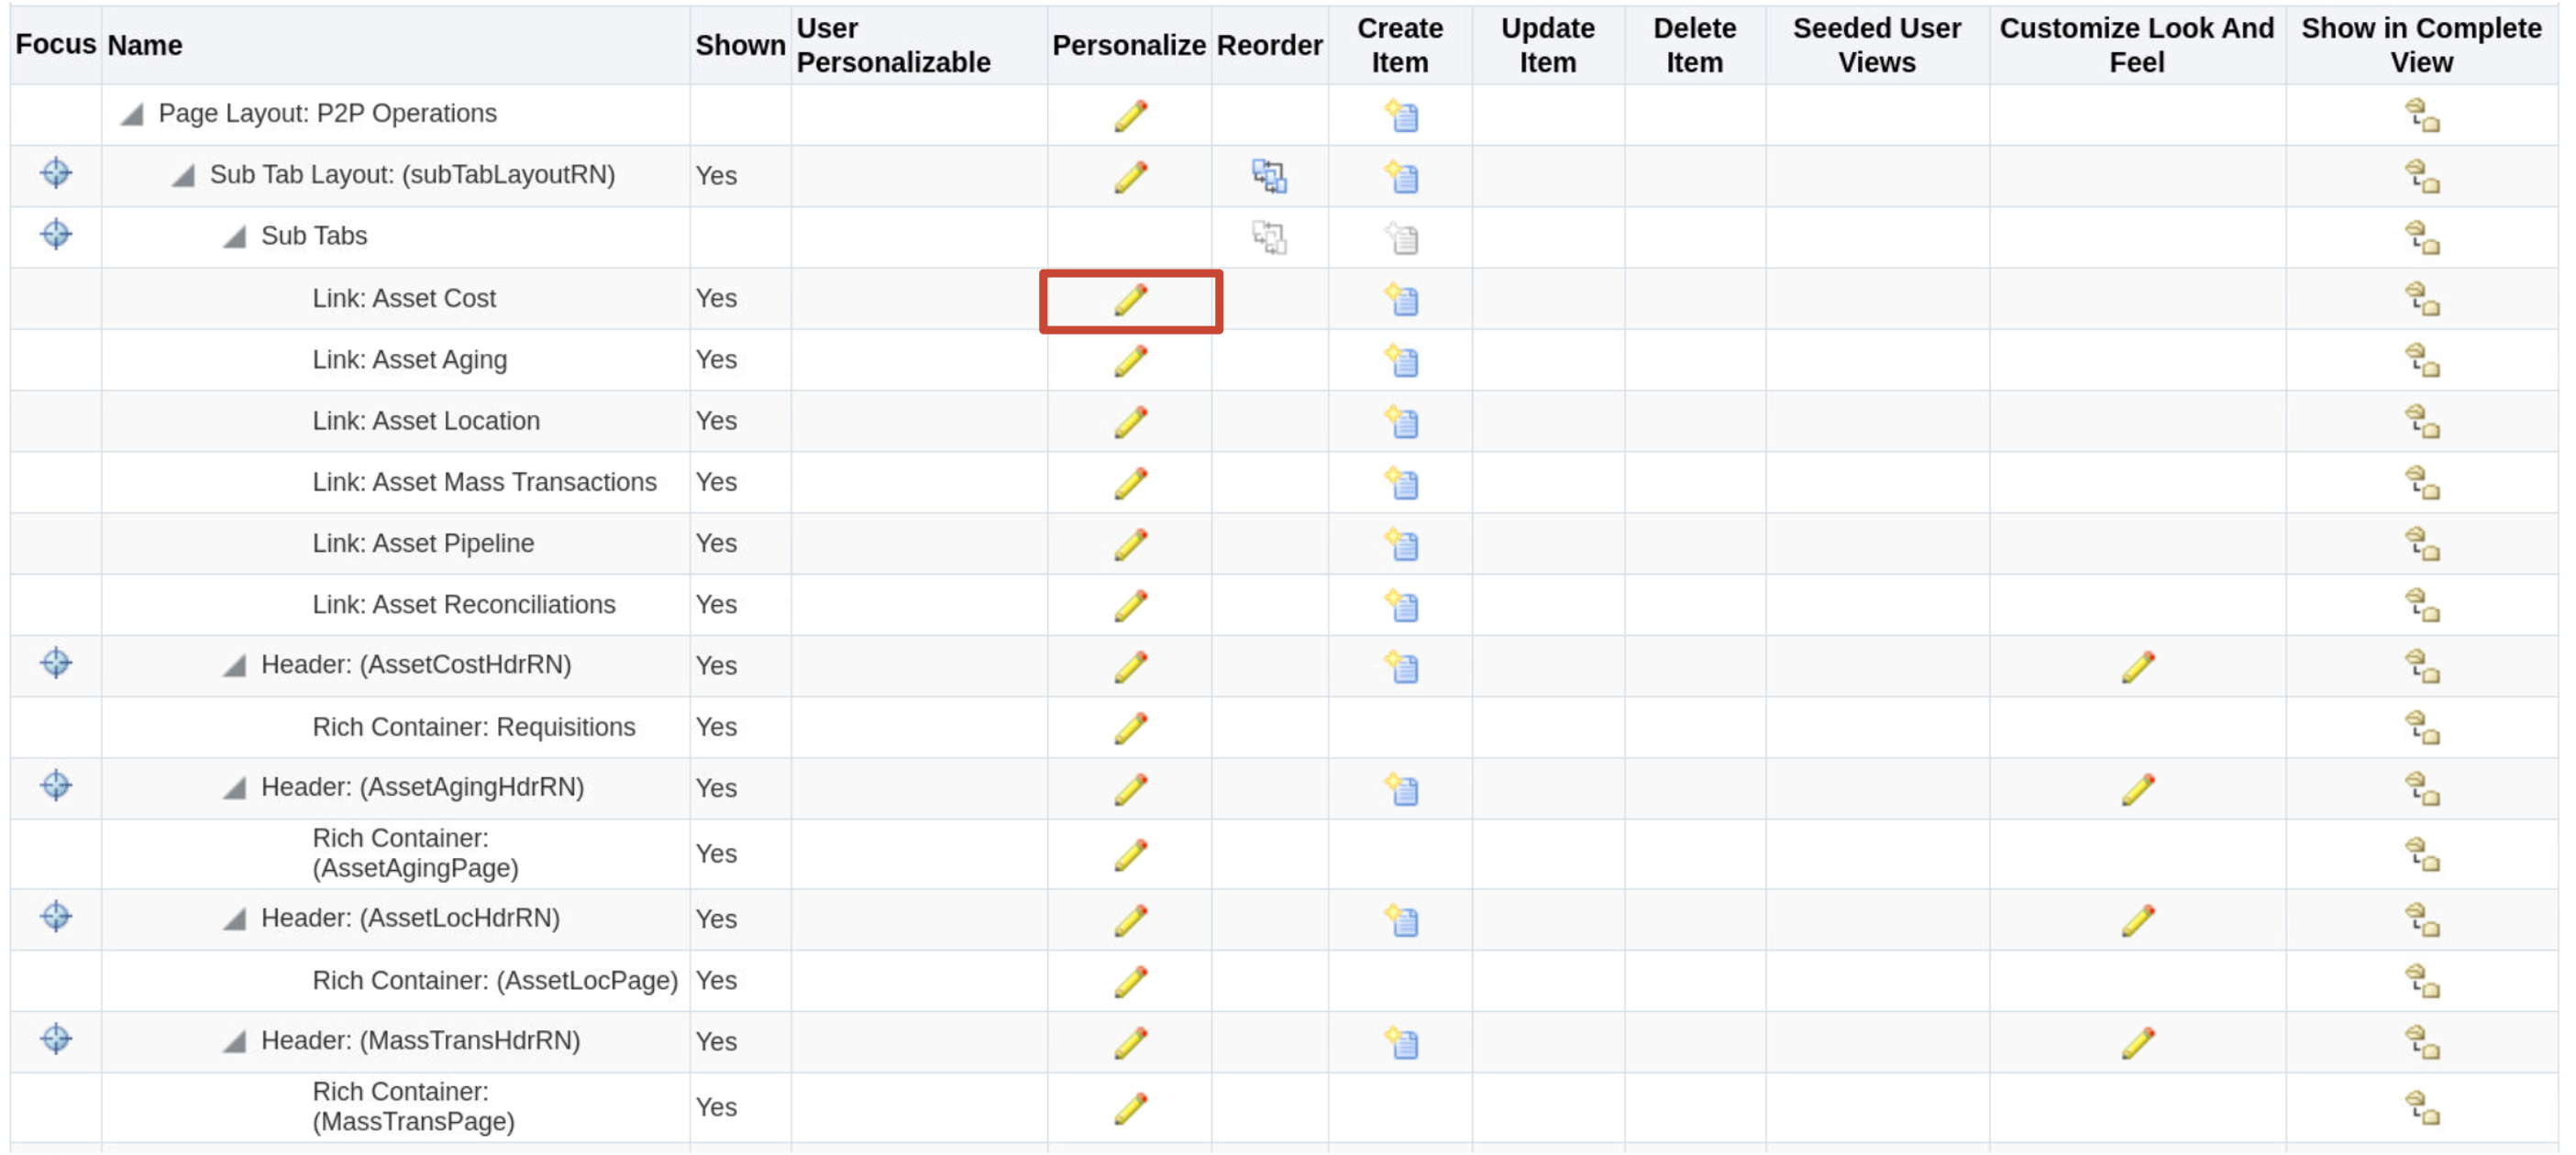 Focus Name Shown User Personalizable Personalize Reorder Create Item Update Item Delete Item Seeded User Views Customize Look And Feel Show in Complete View
Page Layout: P2P Operations
Sub Tab Layout: (subTabLayoutRN) Yes
Sub Tabs
Link: Asset Cost Yes
Link: Asset Aging Yes
Link: Asset Location Yes
Link: Asset Mass Transactions Yes
Link: Asset Pipeline Yes
Link: Asset Reconciliations Yes
Header: (AssetCostHdrRN) Yes
Rich Container: Requisitions Yes
Header: (AssetAgingHdrRN) Yes
Rich Container:
(AssetAgingPage) Yes
Header: (AssetLocHdrRN) Yes
Rich Container: (AssetLocPage) Yes
Header: (MassTransHdrRN) Yes
Rich Container:
(MassTransPage) Yes